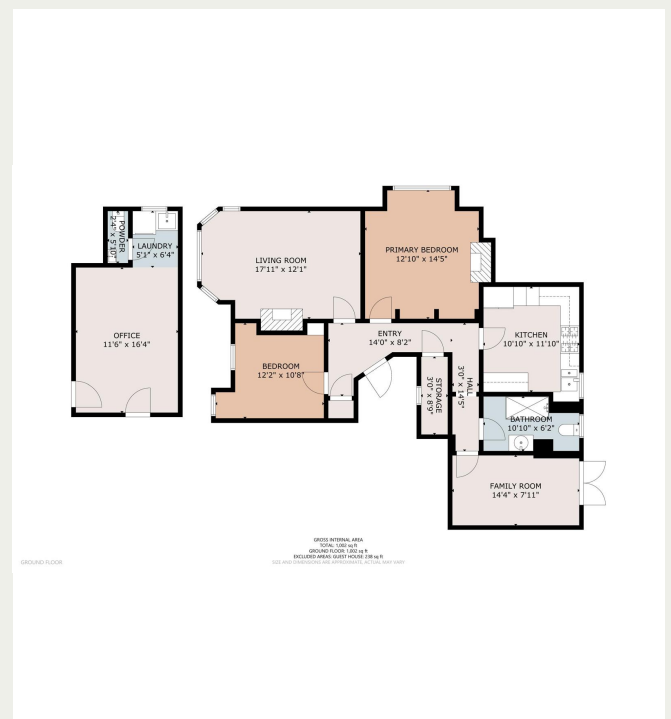 POWDER
2'4" x 5'10"
LAUNDRY
5'1" x 6'4"
OFFICE
11'6" x 16'4"
LIVING ROOM
17'11" x 12'1"
PRIMARY BEDROOM
12'10" x 14'5"
BEDROOM
12'2" x 10'8"
ENTRY
14'0" x 8'2"
STORAGE
3'0" x 8'9"
HALL
3'0" x 14'5"
KITCHEN
10'10" x 11'10"
BATHROOM
10'10" x 6'2"
FAMILY ROOM
14'4" x 7'11"
GROSS INTERNAL AREA
TOTAL: 1,002 sq ft
GROUND FLOOR: 1,002 sq ft
EXCLUDED AREAS: GUEST HOUSE: 238 sq ft
SIZE AND DIMENSIONS ARE APPROXIMATE, ACTUAL MAY VARY.
GROUND FLOOR